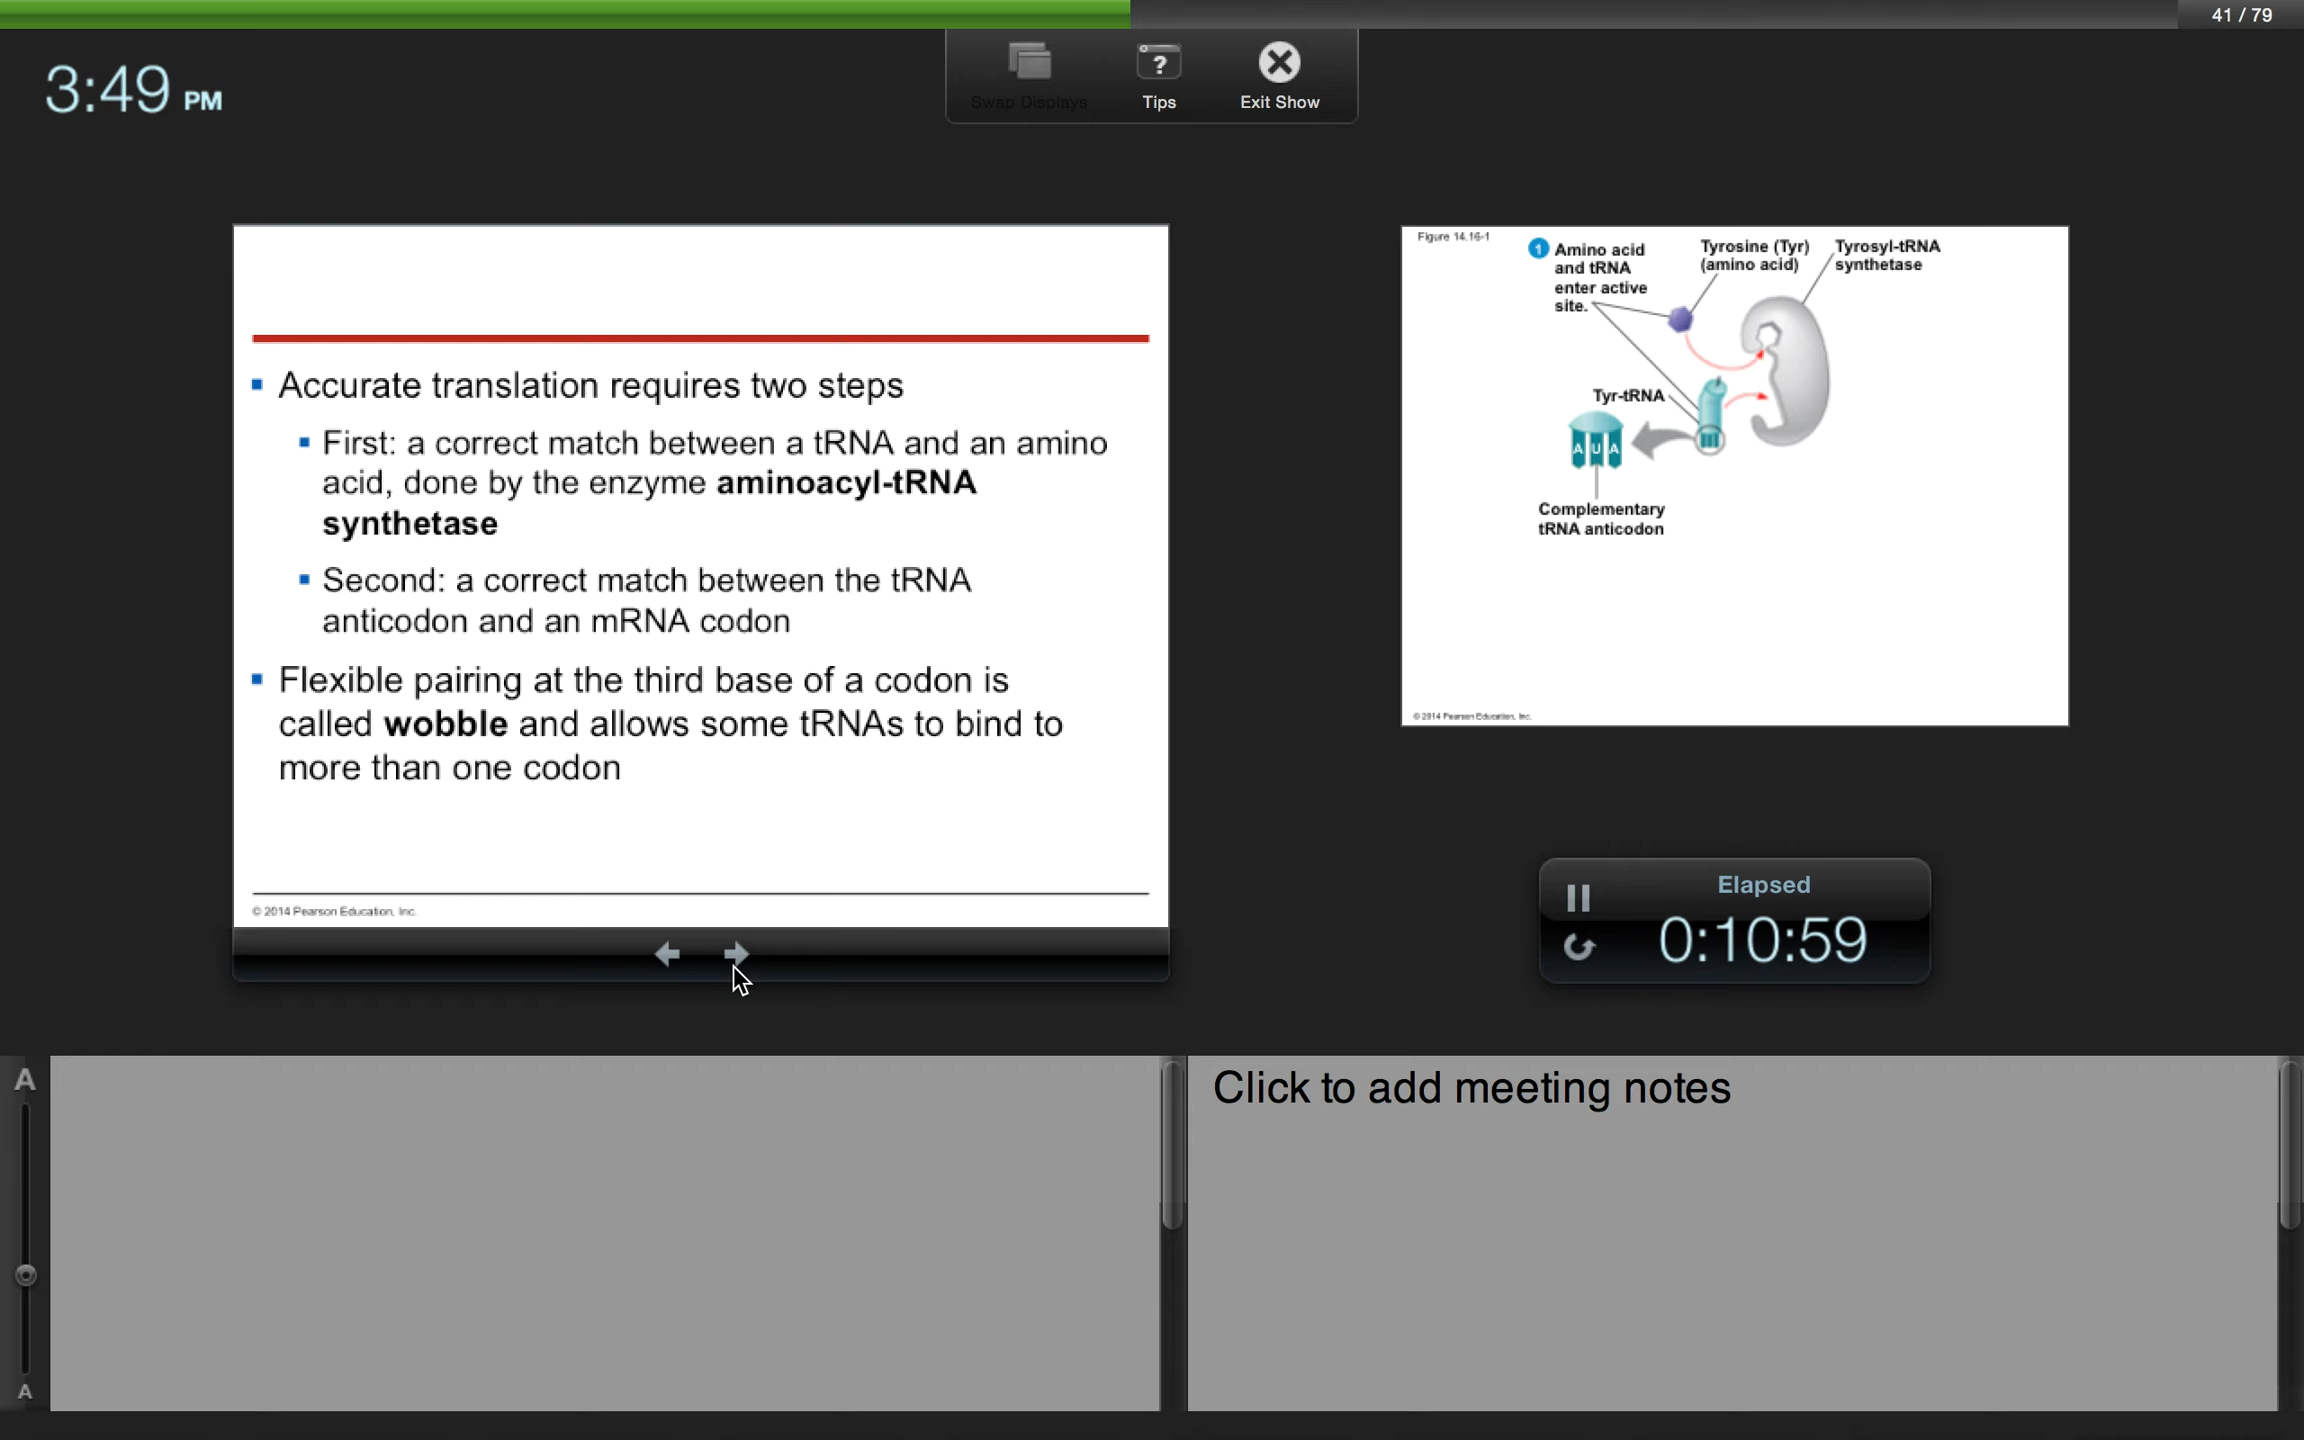 41 / 79
3:49 PM
Swap Displays
Tips
Exit Show
Accurate translation requires two steps
First: a correct match between a tRNA and an amino
acid, done by the enzyme aminoacyl-tRNA
synthetase
Second: a correct match between the tRNA
anticodon and an mRNA codon
Flexible pairing at the third base of a codon is
called wobble and allows some tRNAs to bind to
more than one codon
© 2014 Pearson Education, Inc.
Figure 14.16-1
1 Amino acid
and tRNA
enter active
site.
Tyrosine (Tyr)
(amino acid)
Tyrosyl-tRNA
synthetase
Tyr-tRNA
A U A
Complementary
tRNA anticodon
© 2014 Pearson Education, Inc.
Elapsed
0:10:59
A
A
Click to add meeting notes